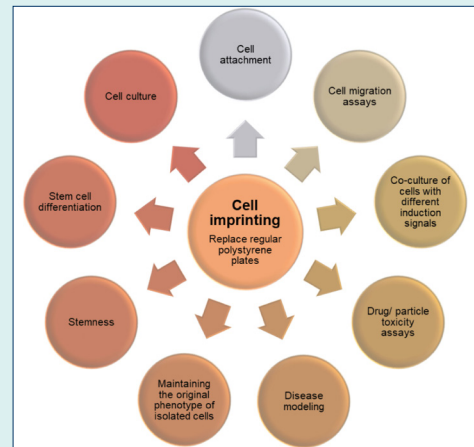 Cell
attachment
Cell migration
assays
Co-culture of
cells with
different
induction
signals
Drug/ particle
toxicity
assays
Disease
modeling
Maintaining
the original
phenotype of
isolated cells
Stemness
Stem cell
differentiation
Cell culture
Cell
imprinting
Replace regular
polystyrene
plates